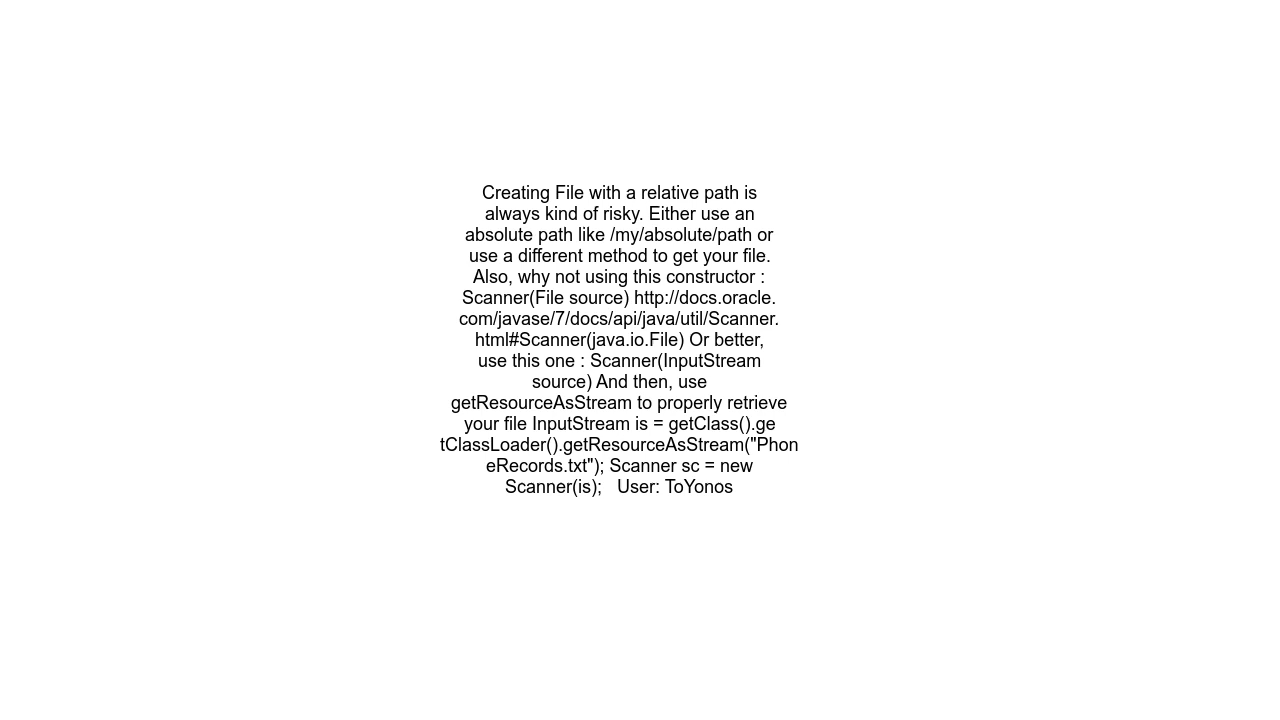 Creating File with a relative path is
always kind of risky. Either use an
absolute path like /my/absolute/path or
use a different method to get your file.
Also, why not using this constructor :
Scanner(File source) http://docs.oracle.
com/javase/7/docs/api/java/util/Scanner.
html#Scanner(java.io.File) Or better,
use this one : Scanner(InputStream
source) And then, use
getResourceAsStream to properly retrieve
your file InputStream is = getClass().ge
tClassLoader().getResourceAsStream("Phon
eRecords.txt"); Scanner sc = new
Scanner(is);   User: ToYonos